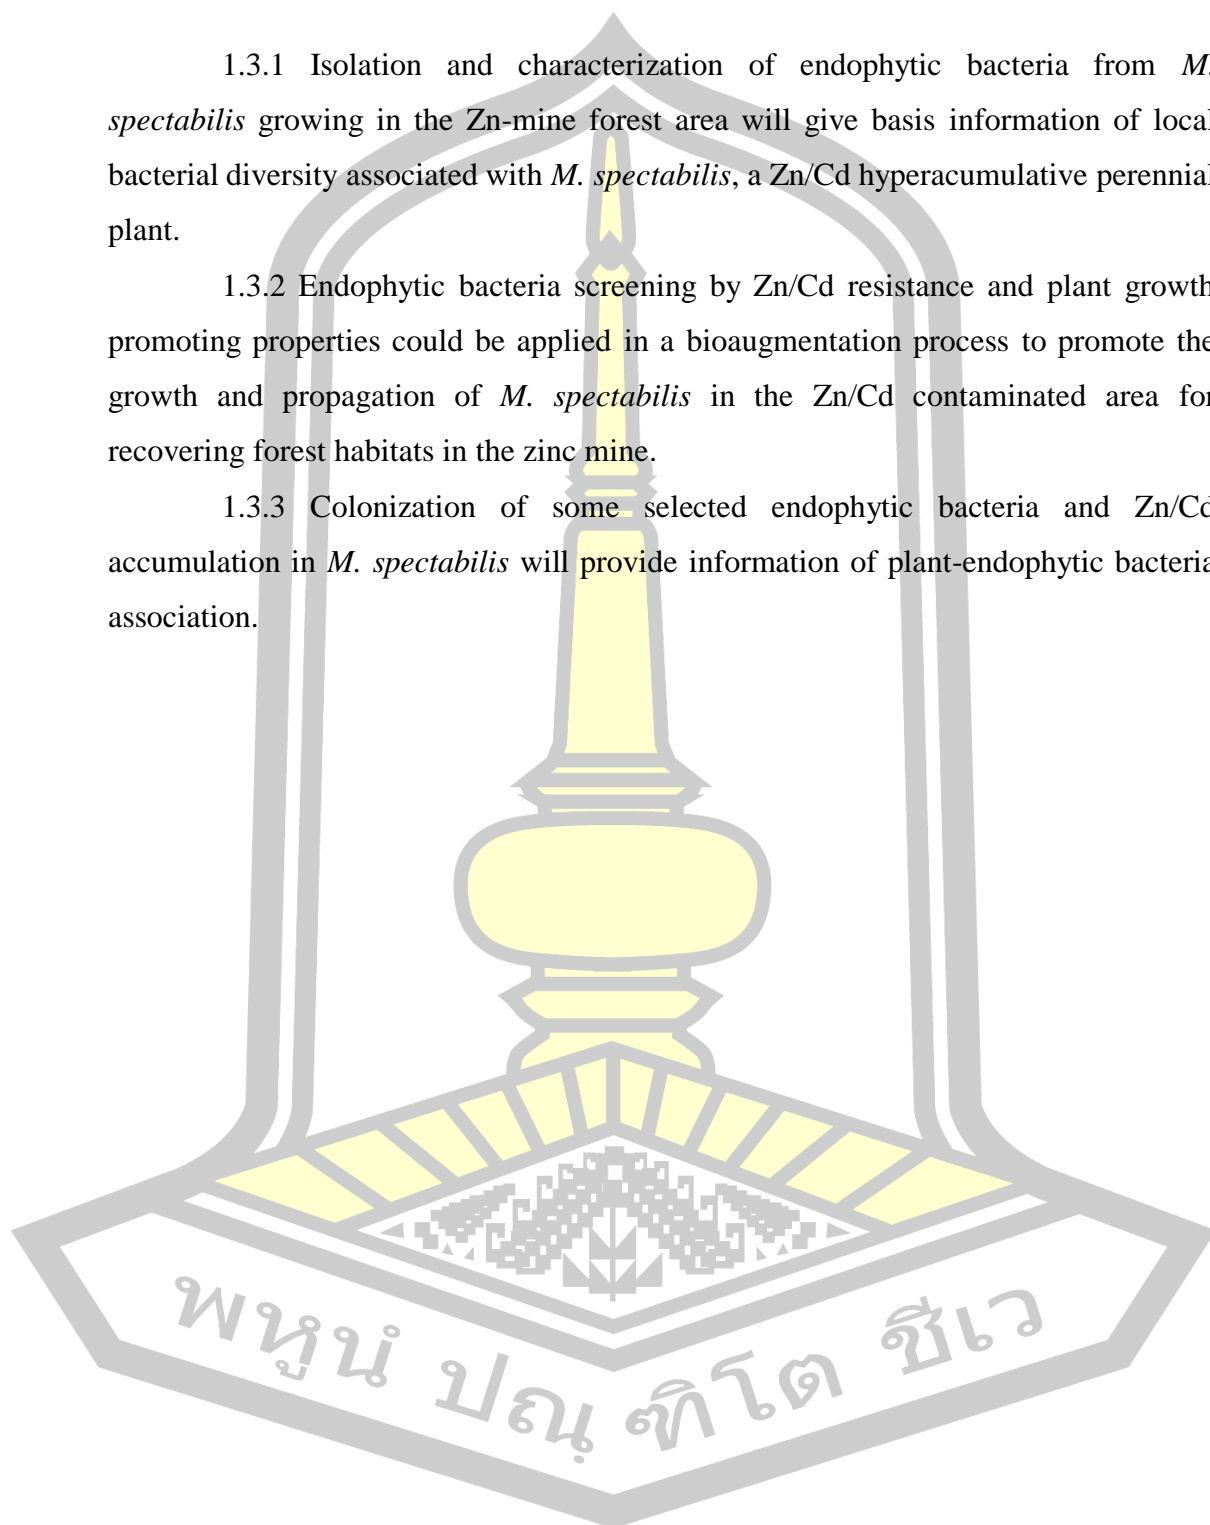 1.3.1 Isolation and characterization of endophytic bacteria from M.
spectabilis growing in the Zn-mine forest area will give basis information of local
bacterial diversity associated with M. spectabilis, a Zn/Cd hyperacumulative perennial
plant.
1.3.2 Endophytic bacteria screening by Zn/Cd resistance and plant growth
promoting properties could be applied in a bioaugmentation process to promote the
growth and propagation of M. spectabilis in the Zn/Cd contaminated area for
recovering forest habitats in the zinc mine.
1.3.3 Colonization of some selected endophytic bacteria and Zn/Cd
accumulation in M. spectabilis will provide information of plant-endophytic bacteria
association.
พหูนํ ปณฺ ฑิโต ชีเว